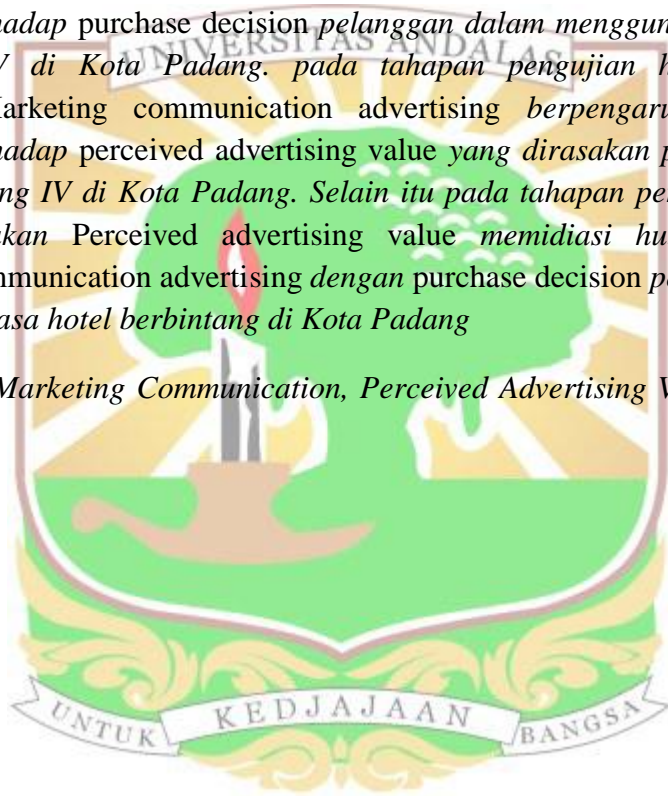 hadap purchase decision pelanggan dalam menggun
UNIVERSITAS ANDALAS
V di Kota Padang. pada tahapan pengujian h
Marketing communication advertising berpengaru
hadap perceived advertising value yang dirasakan p
ng IV di Kota Padang. Selain itu pada tahapan pe
kan Perceived advertising value memidiasi hu
mmunication advertising dengan purchase decision p
asa hotel berbintang di Kota Padang
Marketing Communication, Perceived Advertising V
UNTUK KEDJAJAAN BANGSA